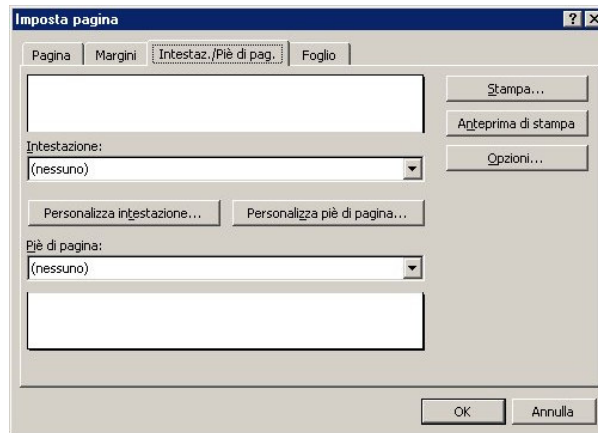 Imposta pagina
Pagina Margini Intestaz./Piè di pag. Foglio
Stampa...
Anteprima di stampa
Opzioni...
Intestazione:
(nessuno)
Personalizza intestazione... Personalizza piè di pagina...
Piè di pagina:
(nessuno)
OK Annulla